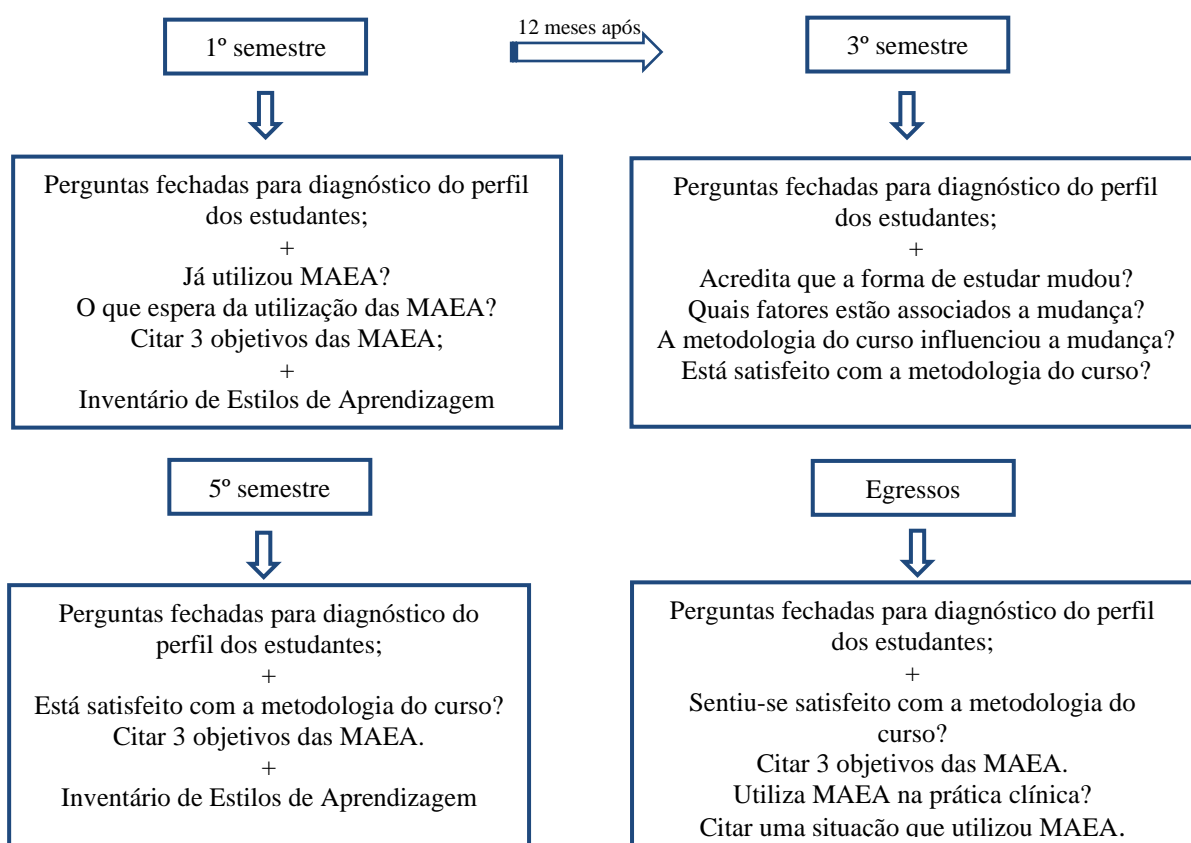 1º semestre
12 meses após
3º semestre
Perguntas fechadas para diagnóstico do perfil
dos estudantes;
+
Já utilizou MAEA?
O que espera da utilização das MAEA?
Citar 3 objetivos das MAEA;
+
Inventário de Estilos de Aprendizagem
Perguntas fechadas para diagnóstico do perfil
dos estudantes;
+
Acredita que a forma de estudar mudou?
Quais fatores estão associados a mudança?
A metodologia do curso influenciou a mudança?
Está satisfeito com a metodologia do curso?
5º semestre
Egressos
Perguntas fechadas para diagnóstico do
perfil dos estudantes;
+
Está satisfeito com a metodologia do curso?
Citar 3 objetivos das MAEA.
+
Inventário de Estilos de Aprendizagem
Perguntas fechadas para diagnóstico do perfil
dos estudantes;
+
Sentiu-se satisfeito com a metodologia do
curso?
Citar 3 objetivos das MAEA.
Utiliza MAEA na prática clínica?
Citar uma situação que utilizou MAEA.